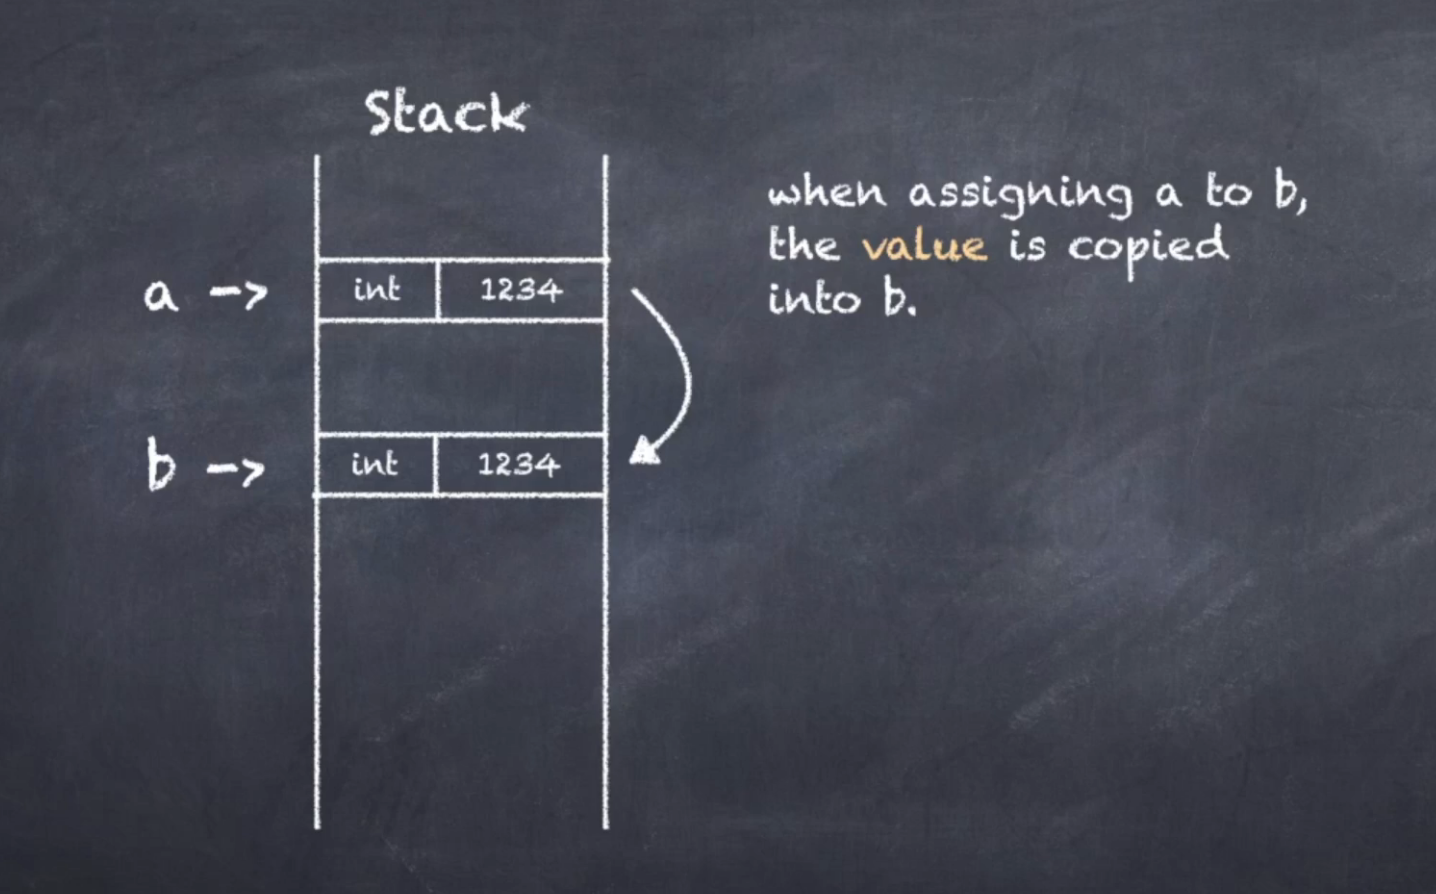 Stack
when assigning a to b,
the value is copied
into b.
a -> int 1234
b -> int 1234